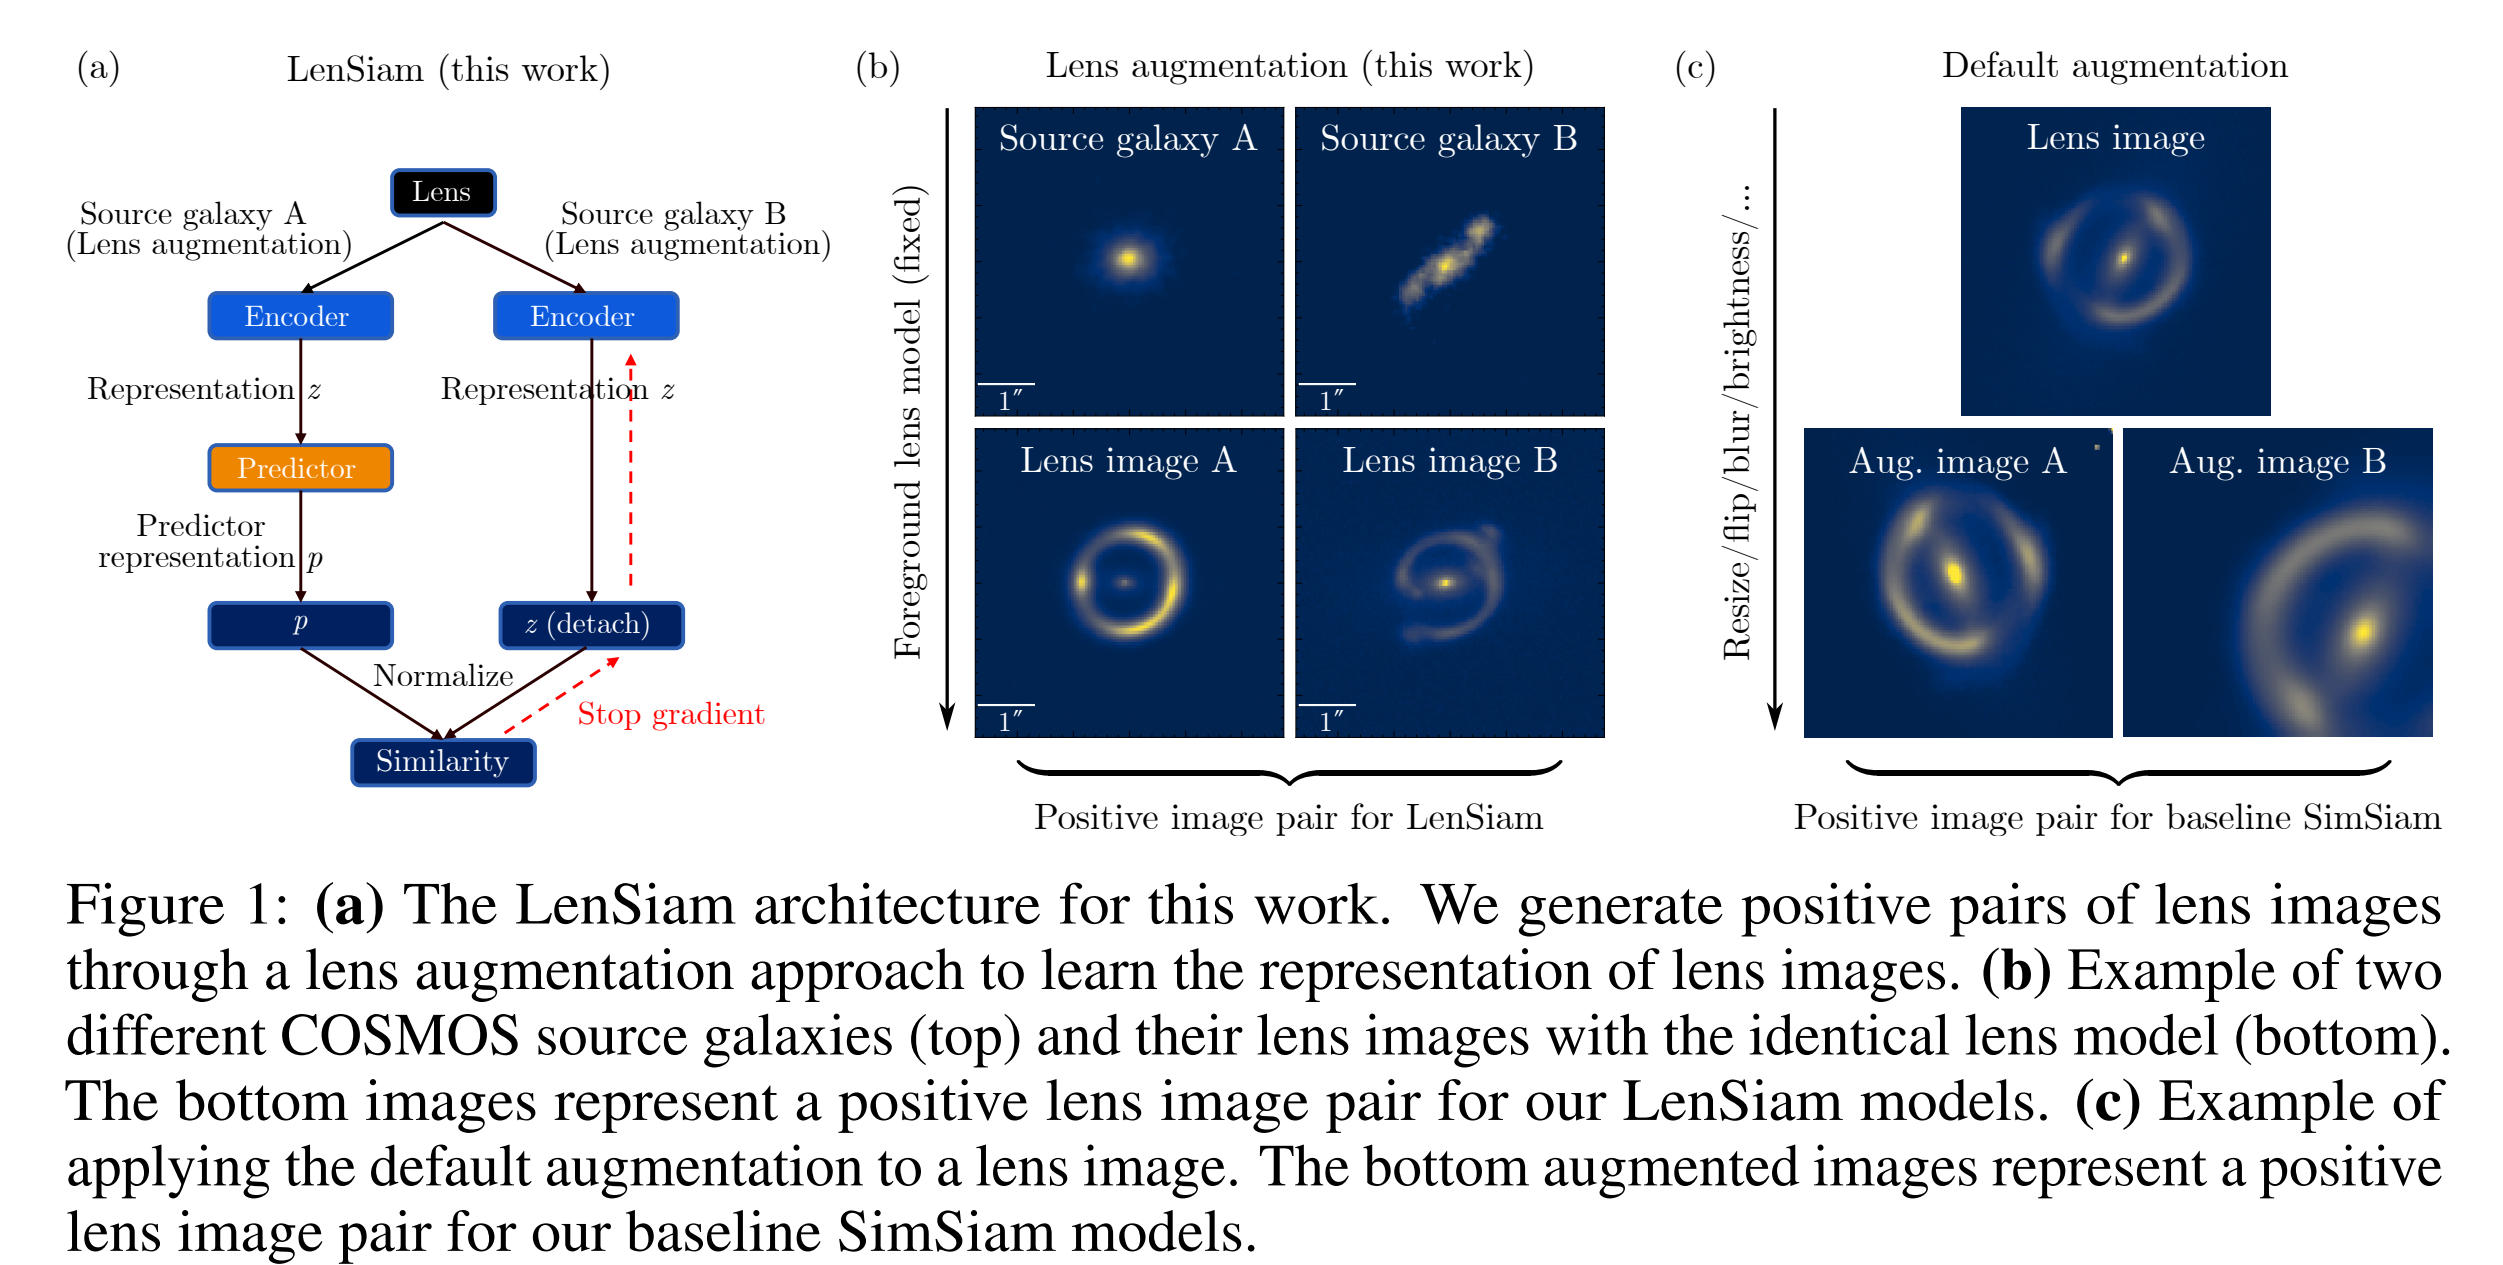 (a)
LenSiam (this work)
Lens
Source galaxy A
(Lens augmentation)
Source galaxy B
(Lens augmentation)
Encoder
Encoder
Representation z
Representation z
Predictor
Predictor
representation p
p
z (detach)
Normalize
Stop gradient
Similarity
(b)
Lens augmentation (this work)
Foreground lens model (fixed)
Source galaxy A
1″
Source galaxy B
1″
Lens image A
1″
Lens image B
1″
Positive image pair for LenSiam
(c)
Default augmentation
Resize/flip/blur/brightness/...
Lens image
Aug. image A
Aug. image B
Positive image pair for baseline SimSiam
Figure 1: (a) The LenSiam architecture for this work. We generate positive pairs of lens images
through a lens augmentation approach to learn the representation of lens images. (b) Example of two
different COSMOS source galaxies (top) and their lens images with the identical lens model (bottom).
The bottom images represent a positive lens image pair for our LenSiam models. (c) Example of
applying the default augmentation to a lens image. The bottom augmented images represent a positive
lens image pair for our baseline SimSiam models.